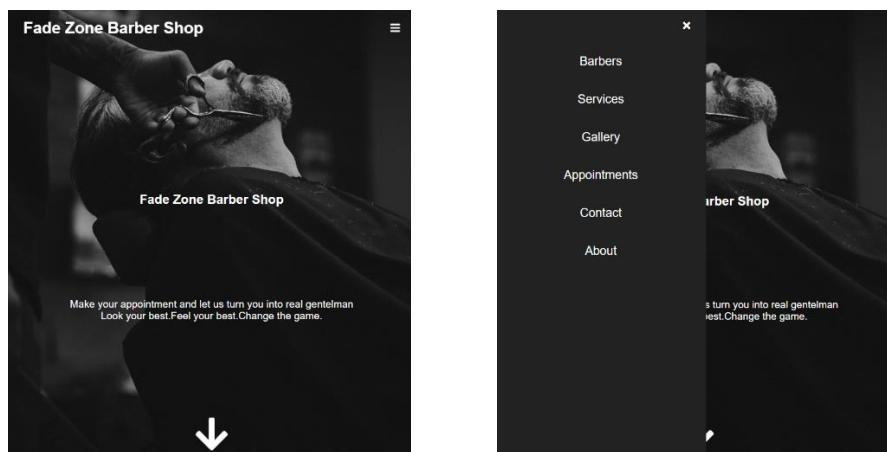 Fade Zone Barber Shop
Fade Zone Barber Shop
Make your appointment and let us turn you into real gentelman
Look your best.Feel your best.Change the game.
Barbers
Services
Gallery
Appointments
Contact
About
arber Shop
s turn you into real gentelman
est.Change the game.